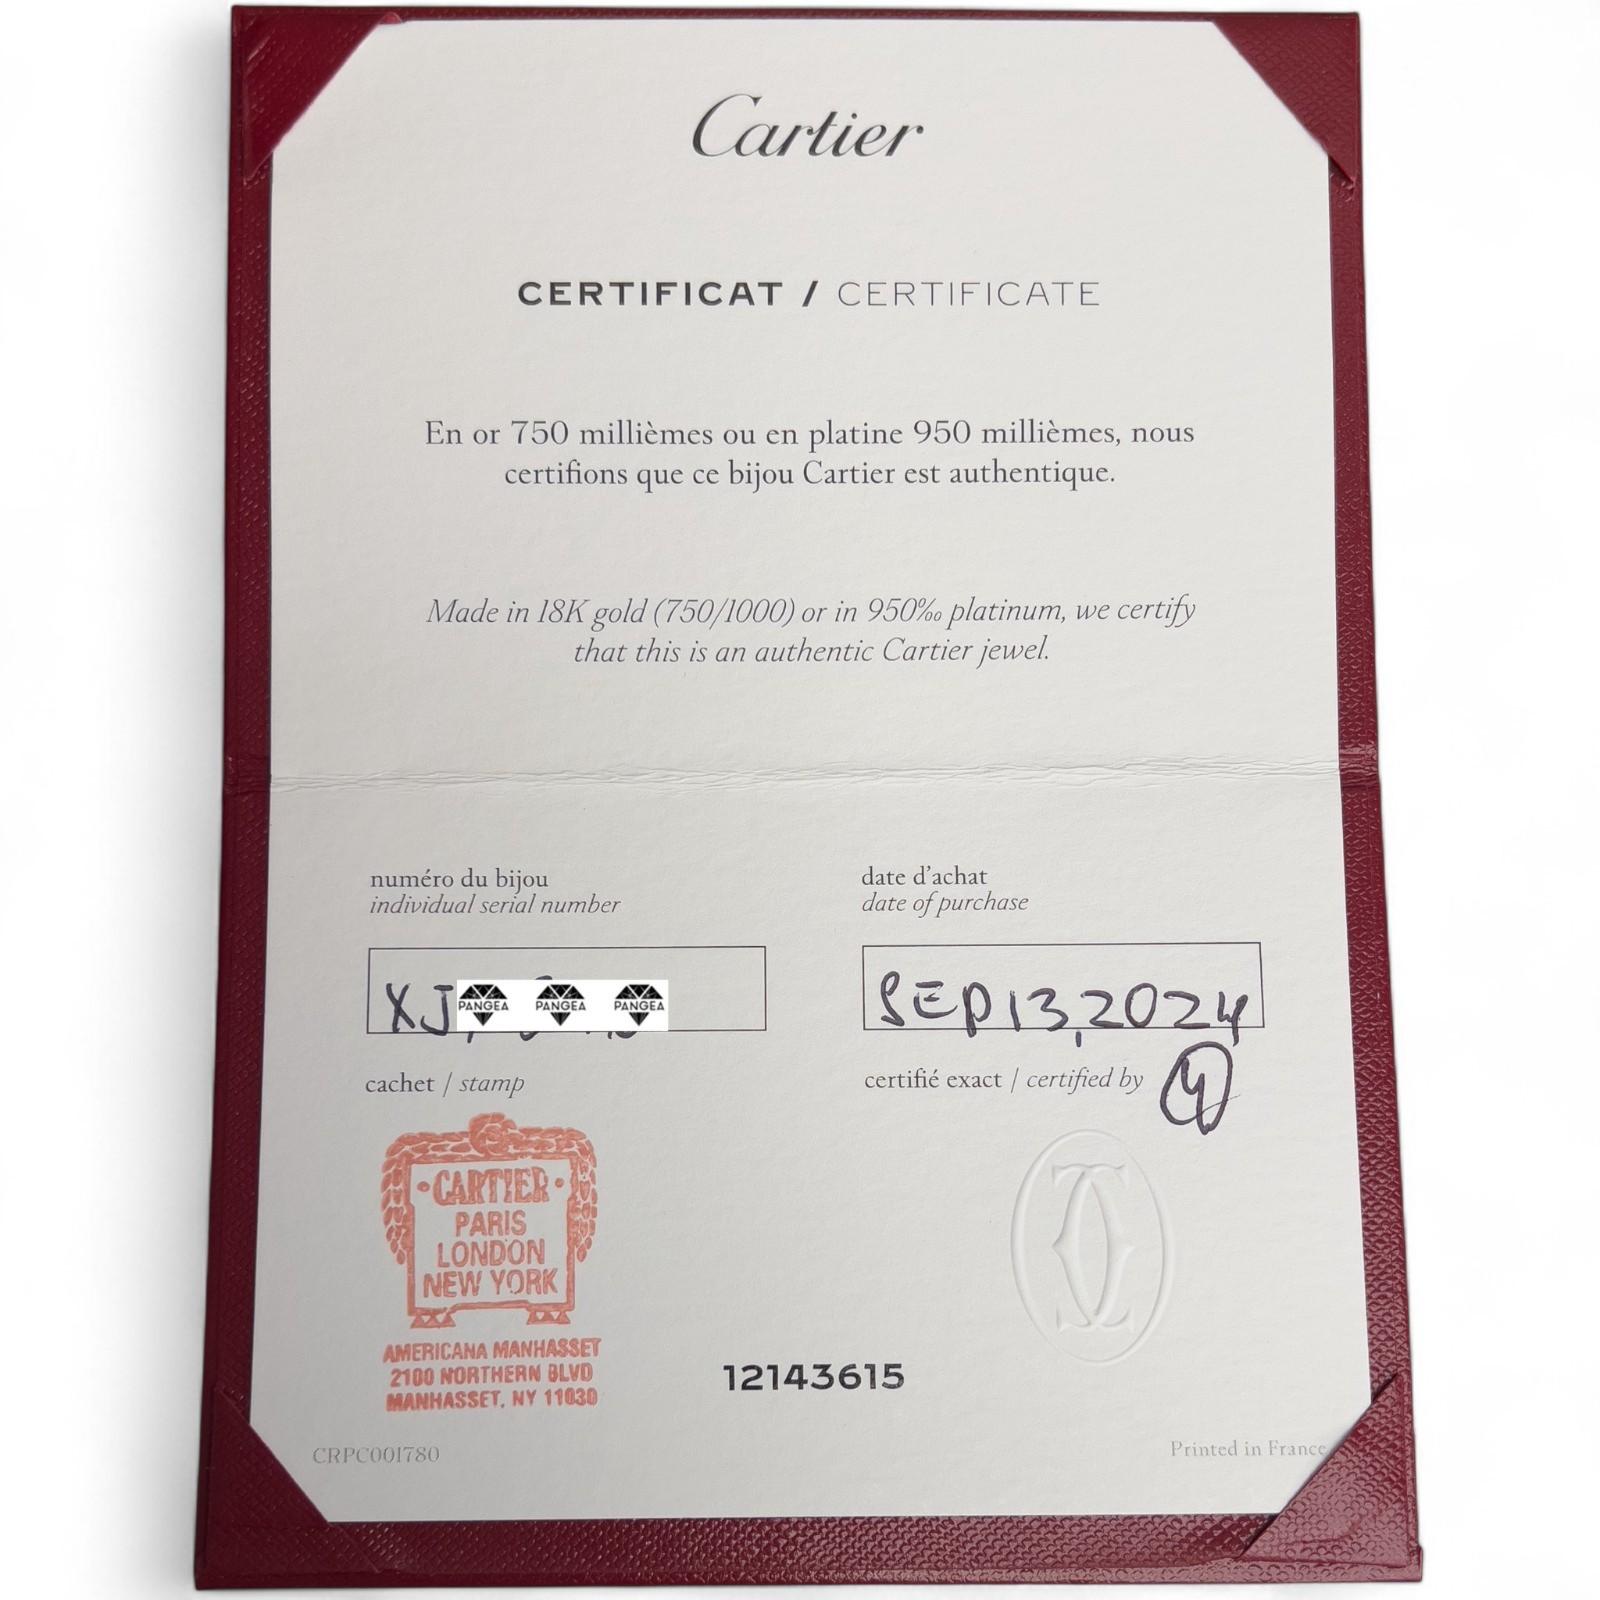 Cartier
CERTIFICAT / CERTIFICATE
En or 750 millièmes ou en platine 950 millièmes, nous
certifions que ce bijou Cartier est authentique.
Made in 18K gold (750/1000) or in 950‰ platinum, we certify
that this is an authentic Cartier jewel.
numéro du bijou
individual serial number
XJ
PANGEA PANGEA PANGEA
date d'achat
date of purchase
SEP 13, 2024
cachet / stamp
certifié exact / certified by
CARTIER
PARIS
LONDON
NEW YORK
AMERICANA MANHASSET
2100 NORTHERN BLVD
MANHASSET, NY 11030
12143615
CRPC001780
Printed in France